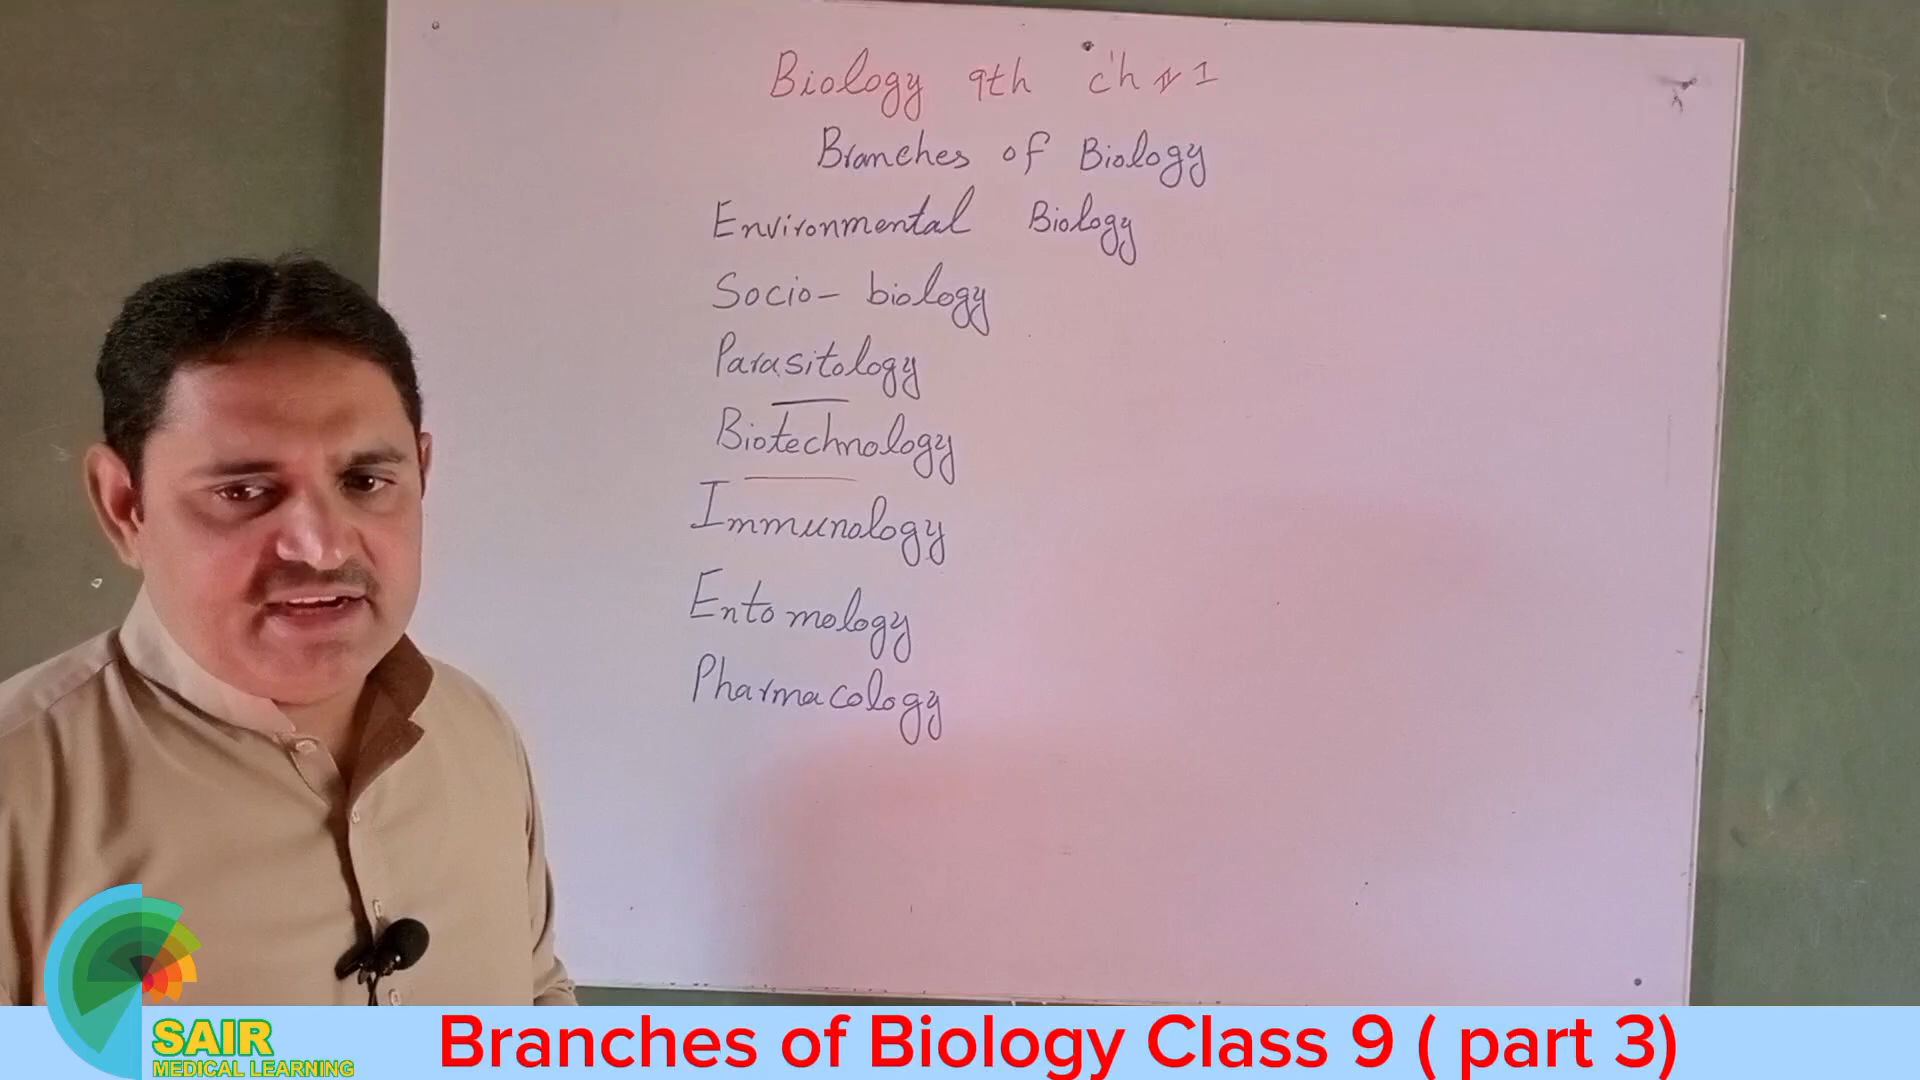 Biology 9th ch # 1
Branches of Biology
Environmental Biology
Socio- biology
Parasitology
Biotechnology
Immunology
Entomology
Pharmacology
SAIR
MEDICAL LEARNING
Branches of Biology Class 9 ( part 3)